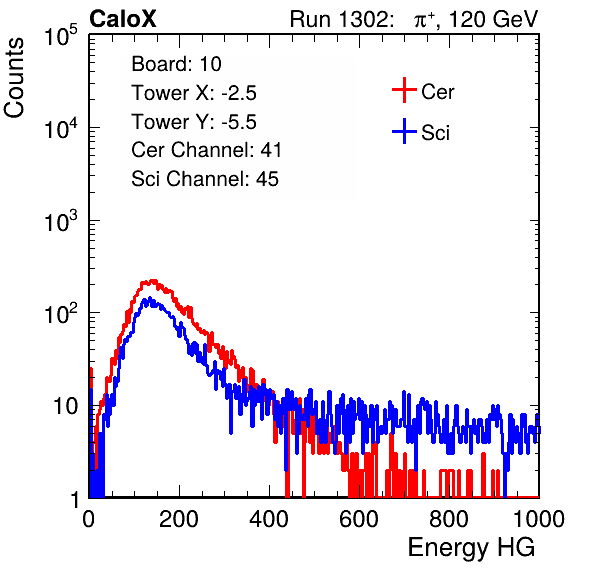 CaloX Run 1302: π⁺, 120 GeV
Counts
10⁵
10⁴
10³
10²
10
1
Board: 10
Tower X: -2.5
Tower Y: -5.5
Cer Channel: 41
Sci Channel: 45
Cer
Sci
0 200 400 600 800 1000
Energy HG